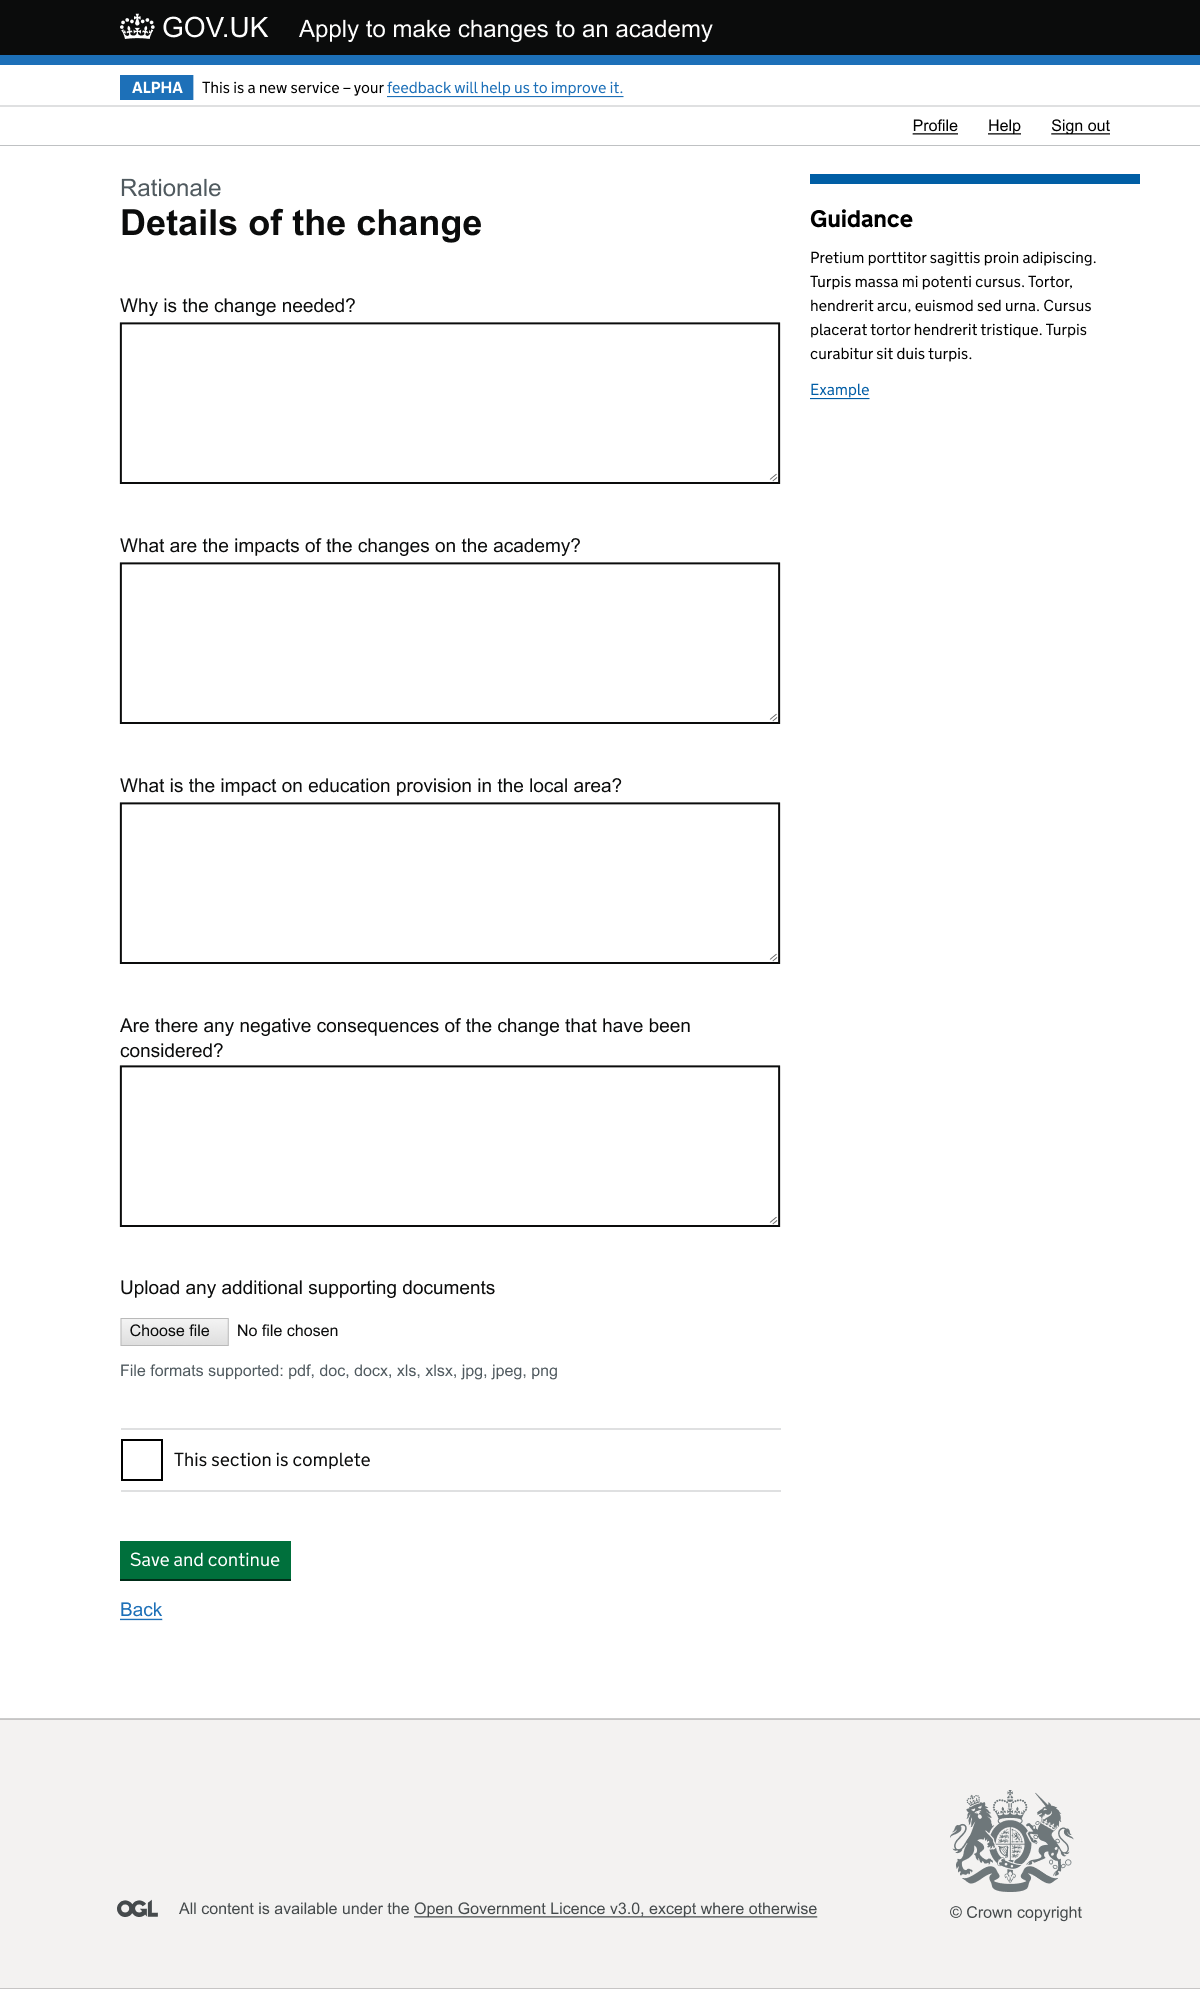 GOV.UK Apply to make changes to an academy
ALPHA This is a new service – your feedback will help us to improve it.
Profile Help Sign out
Rationale
Details of the change
Why is the change needed?
What are the impacts of the changes on the academy?
What is the impact on education provision in the local area?
Are there any negative consequences of the change that have been
considered?
Upload any additional supporting documents
Choose file No file chosen
File formats supported: pdf, doc, docx, xls, xlsx, jpg, jpeg, png
This section is complete
Save and continue
Back
Guidance
Pretium porttitor sagittis proin adipiscing.
Turpis massa mi potenti cursus. Tortor,
hendrerit arcu, euismod sed urna. Cursus
placerat tortor hendrerit tristique. Turpis
curabitur sit duis turpis.
Example
OGL All content is available under the Open Government Licence v3.0, except where otherwise
© Crown copyright